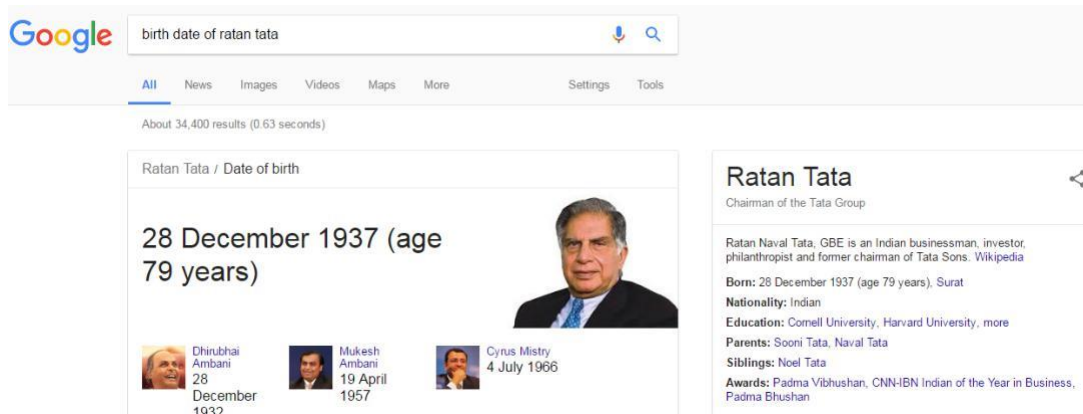 Google
birth date of ratan tata
All News Images Videos Maps More Settings Tools
About 34,400 results (0.63 seconds)
Ratan Tata / Date of birth
28 December 1937 (age
79 years)
Dhirubhai
Ambani
28
December
1932
Mukesh
Ambani
19 April
1957
Cyrus Mistry
4 July 1966
Ratan Tata
Chairman of the Tata Group
Ratan Naval Tata, GBE is an Indian businessman, investor,
philanthropist and former chairman of Tata Sons. Wikipedia
Born: 28 December 1937 (age 79 years), Surat
Nationality: Indian
Education: Cornell University, Harvard University, more
Parents: Sooni Tata, Naval Tata
Siblings: Noel Tata
Awards: Padma Vibhushan, CNN-IBN Indian of the Year in Business,
Padma Bhushan